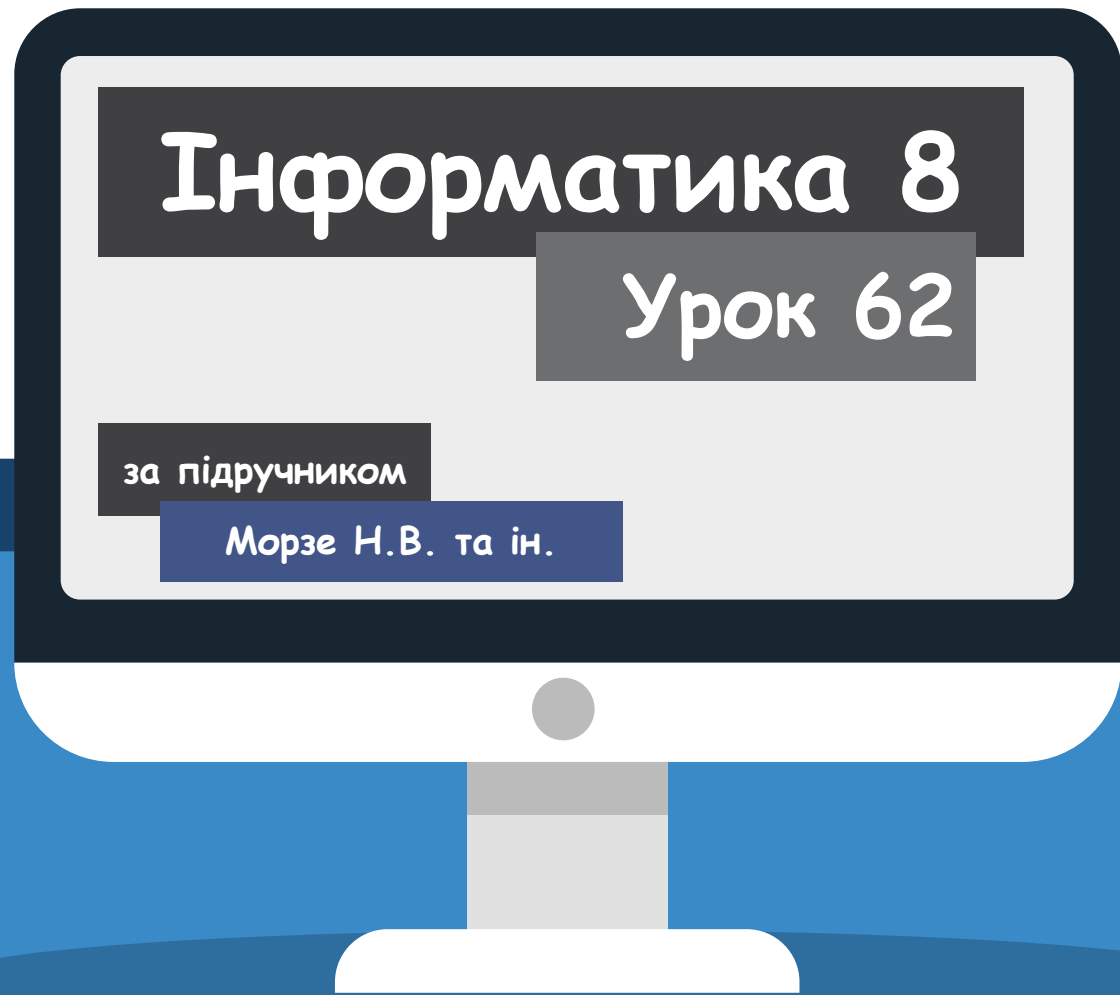 Інформатика 8
Урок 62
за підручником
Морзе Н.В. та ін.